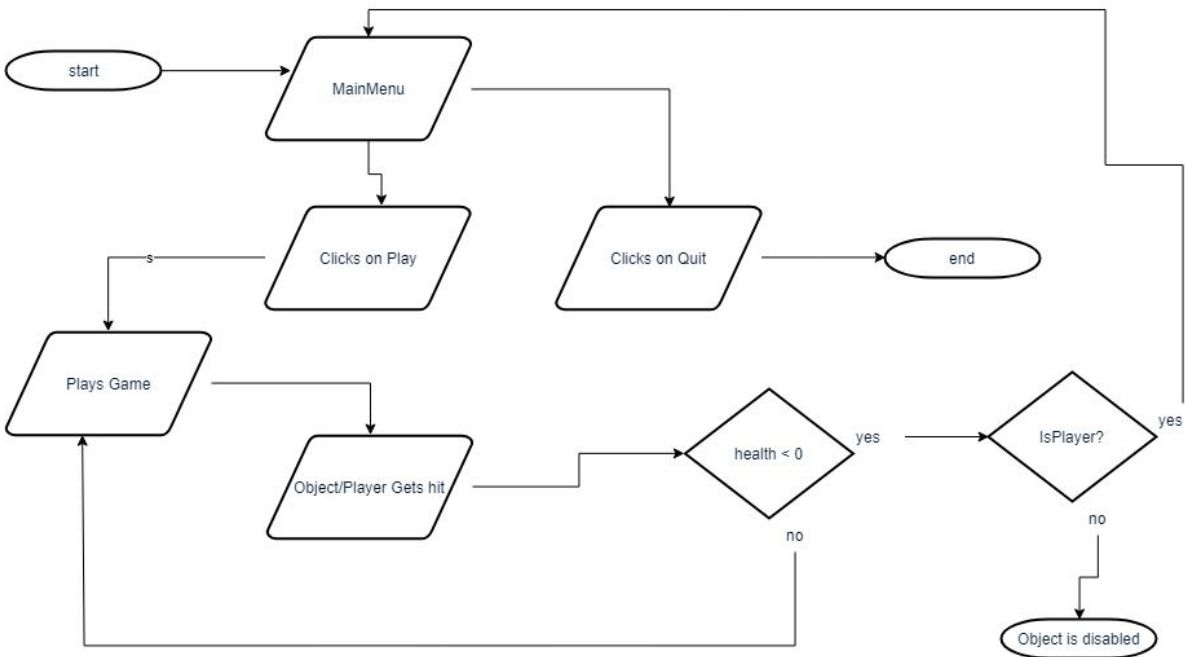 start
MainMenu
Clicks on Play
Clicks on Quit
end
s
Plays Game
Object/Player Gets hit
health < 0
yes
IsPlayer?
yes
no
no
Object is disabled